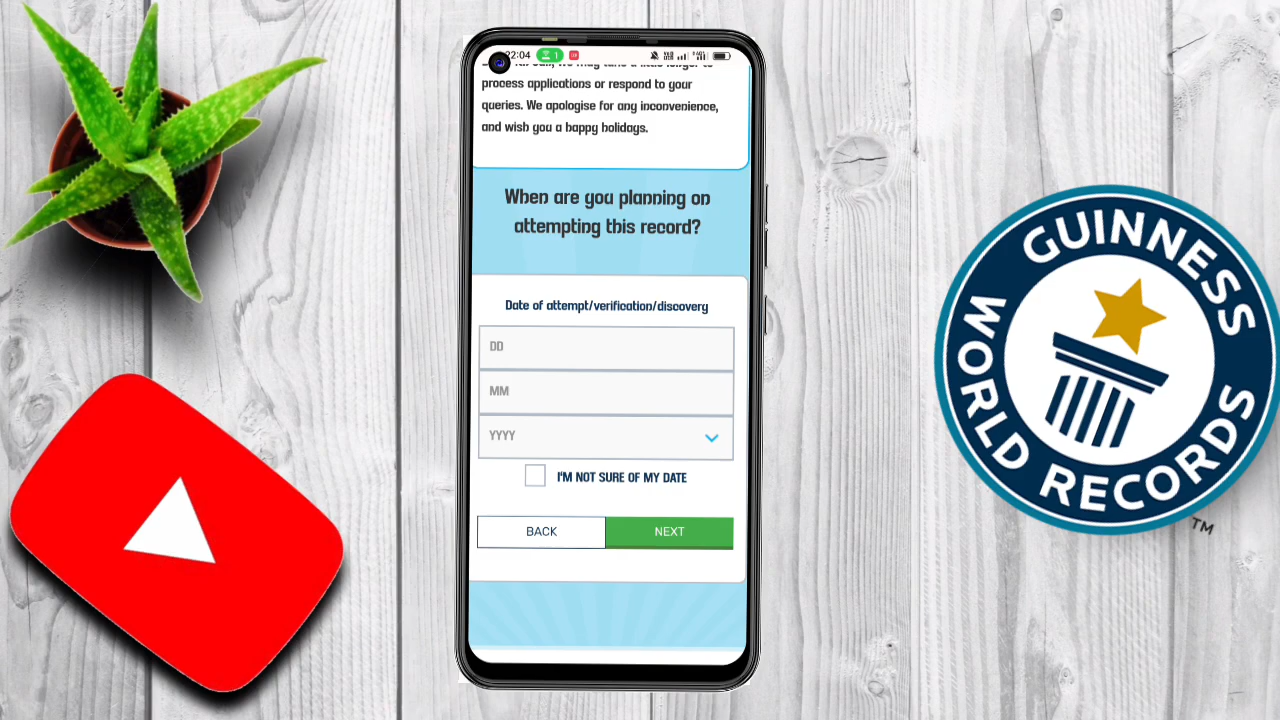 22:04
process applications or respond to your
queries. We apologise for any inconvenience,
and wish you a happy holidays.
When are you planning on
attempting this record?
Date of attempt/verification/discovery
DD
MM
YYYY
I'M NOT SURE OF MY DATE
BACK
NEXT
GUINNESS
WORLD RECORDS
TM